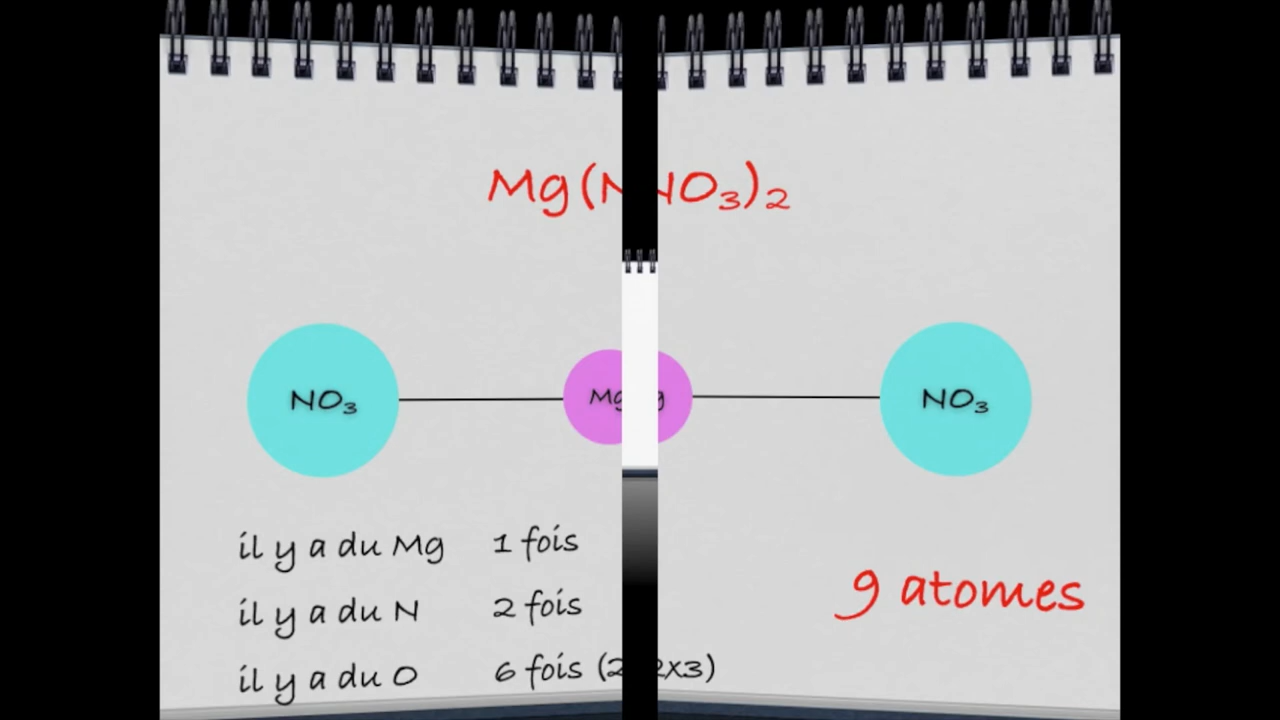 Mg(NO₃)₂
NO₃ Mg NO₃
il y a du Mg 1 fois
il y a du N 2 fois
9 atomes
il y a du O 6 fois (2x3)